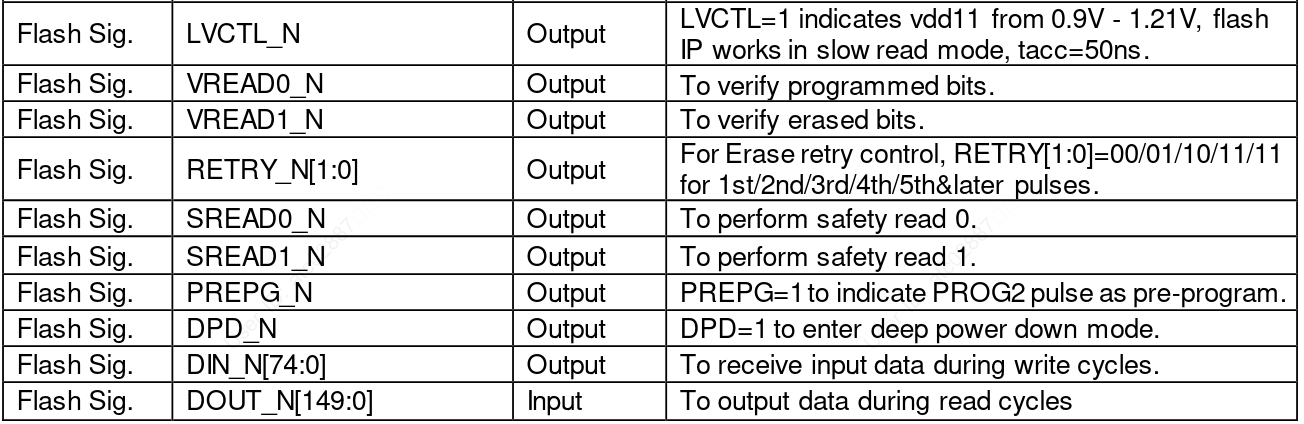 Flash Sig. LVCTL_N Output LVCTL=1 indicates vdd11 from 0.9V - 1.21V, flash
IP works in slow read mode, tacc=50ns.
Flash Sig. VREAD0_N Output To verify programmed bits.
Flash Sig. VREAD1_N Output To verify erased bits.
Flash Sig. RETRY_N[1:0] Output For Erase retry control, RETRY[1:0]=00/01/10/11/11
for 1st/2nd/3rd/4th/5th&later pulses.
Flash Sig. SREAD0_N Output To perform safety read 0.
Flash Sig. SREAD1_N Output To perform safety read 1.
Flash Sig. PREPG_N Output PREPG=1 to indicate PROG2 pulse as pre-program.
Flash Sig. DPD_N Output DPD=1 to enter deep power down mode.
Flash Sig. DIN_N[74:0] Output To receive input data during write cycles.
Flash Sig. DOUT_N[149:0] Input To output data during read cycles